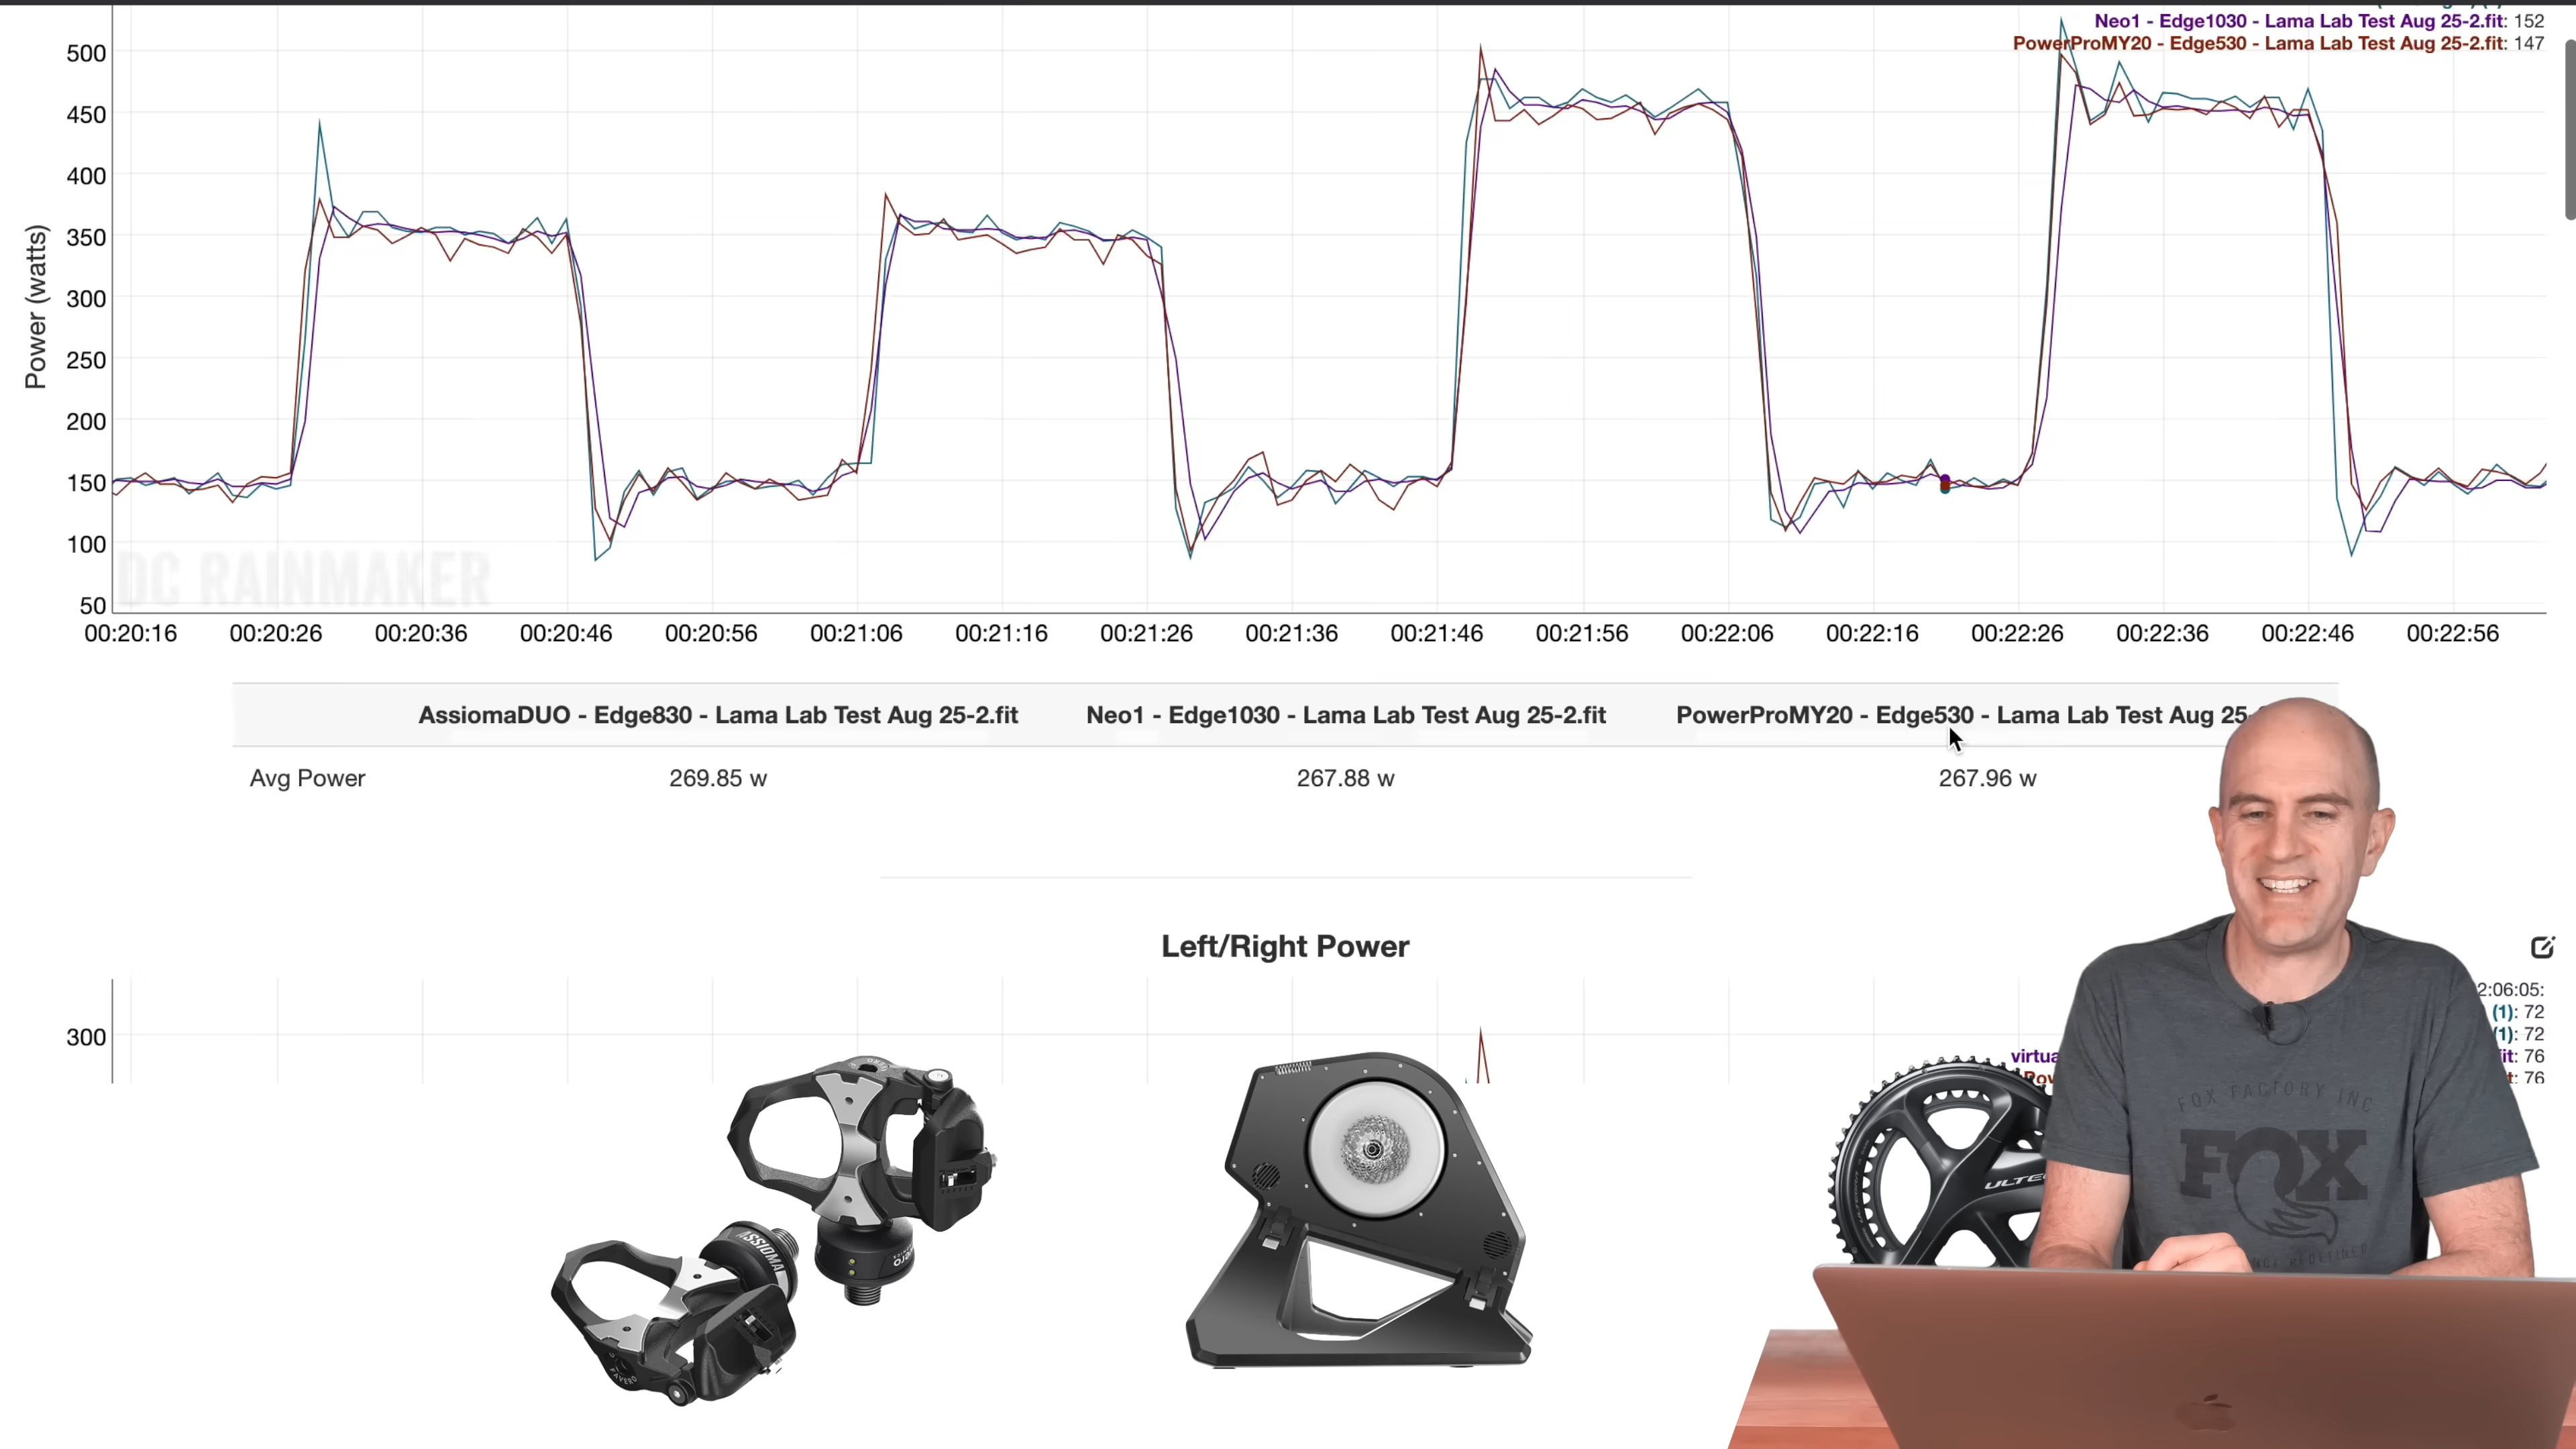 Neo1 - Edge1030 - Lama Lab Test Aug 25-2.fit: 152
PowerProMY20 - Edge530 - Lama Lab Test Aug 25-2.fit: 147
500
450
400
350
300
250
200
150
100
50
Power (watts)
DC RAINMAKER
00:20:16 00:20:26 00:20:36 00:20:46 00:20:56 00:21:06 00:21:16 00:21:26 00:21:36 00:21:46 00:21:56 00:22:06 00:22:16 00:22:26 00:22:36 00:22:46 00:22:56
AssiomaDUO - Edge830 - Lama Lab Test Aug 25-2.fit Neo1 - Edge1030 - Lama Lab Test Aug 25-2.fit PowerProMY20 - Edge530 - Lama Lab Test Aug 25-
Avg Power 269.85 w 267.88 w 267.96 w
Left/Right Power
2:06:05:
(1): 72
(1): 72
virtua it: 76
Pow t: 76
300
ASSIOMA
ULTE
FOX FACTORY INC
FOX
REDEFINED